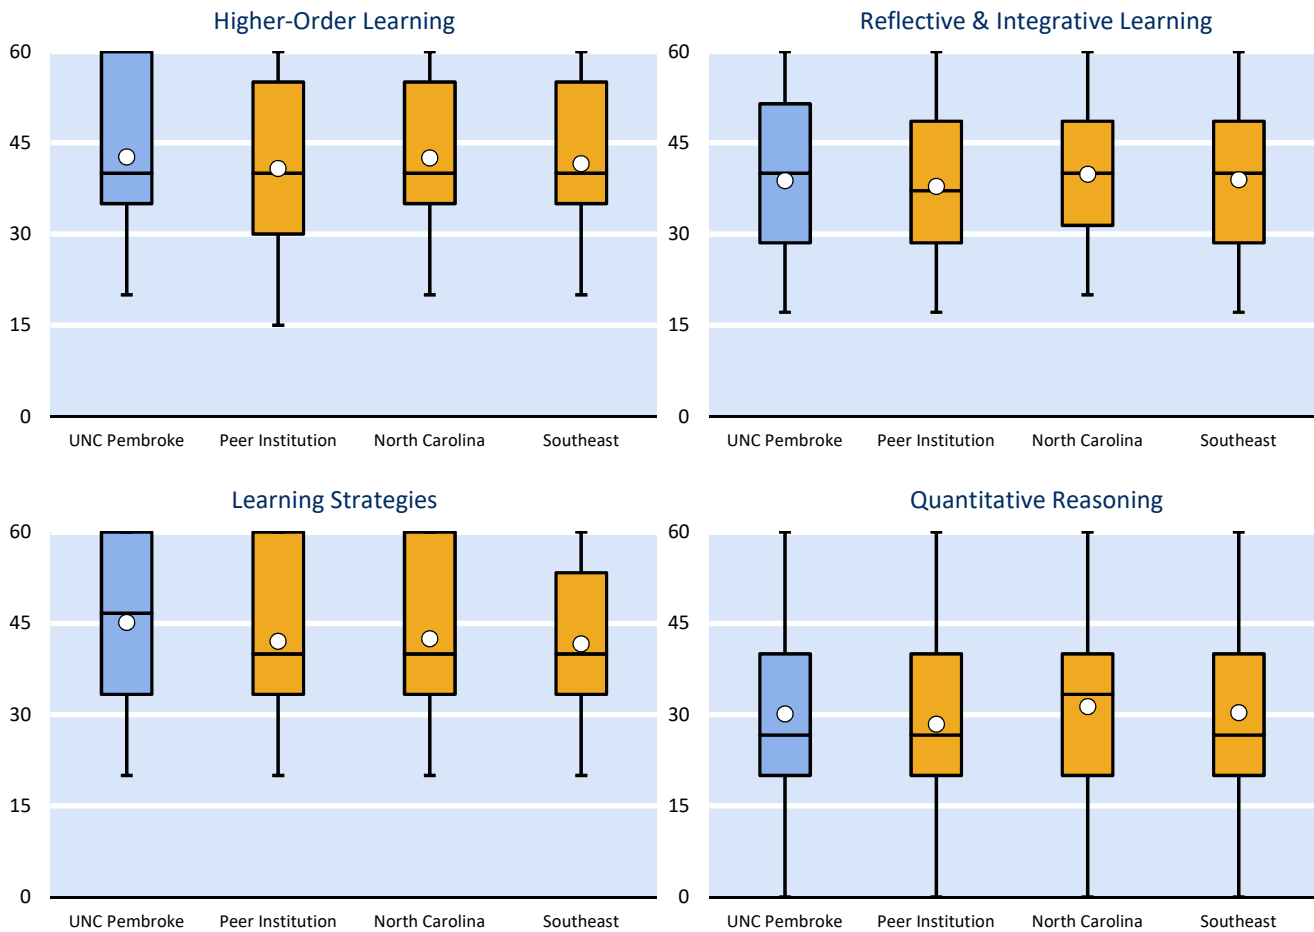 Higher-Order Learning
60
45
30
15
0
UNC Pembroke Peer Institution North Carolina Southeast
Reflective & Integrative Learning
60
45
30
15
0
UNC Pembroke Peer Institution North Carolina Southeast
Learning Strategies
60
45
30
15
0
UNC Pembroke Peer Institution North Carolina Southeast
Quantitative Reasoning
60
45
30
15
0
UNC Pembroke Peer Institution North Carolina Southeast